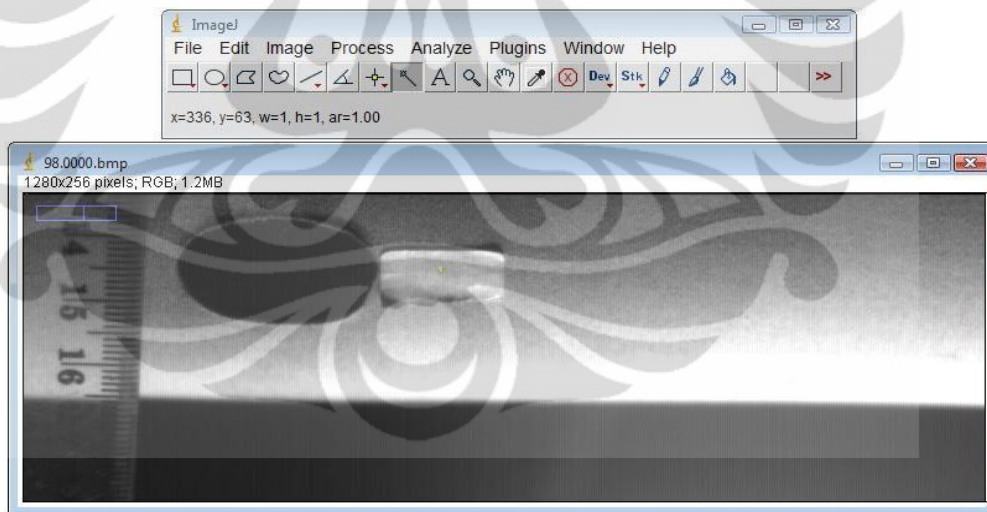 ImageJ
File Edit Image Process Analyze Plugins Window Help
A Dev Stk >>
x=336, y=63, w=1, h=1, ar=1.00
98.0000.bmp
1280x256 pixels; RGB; 1.2MB
4
15
16